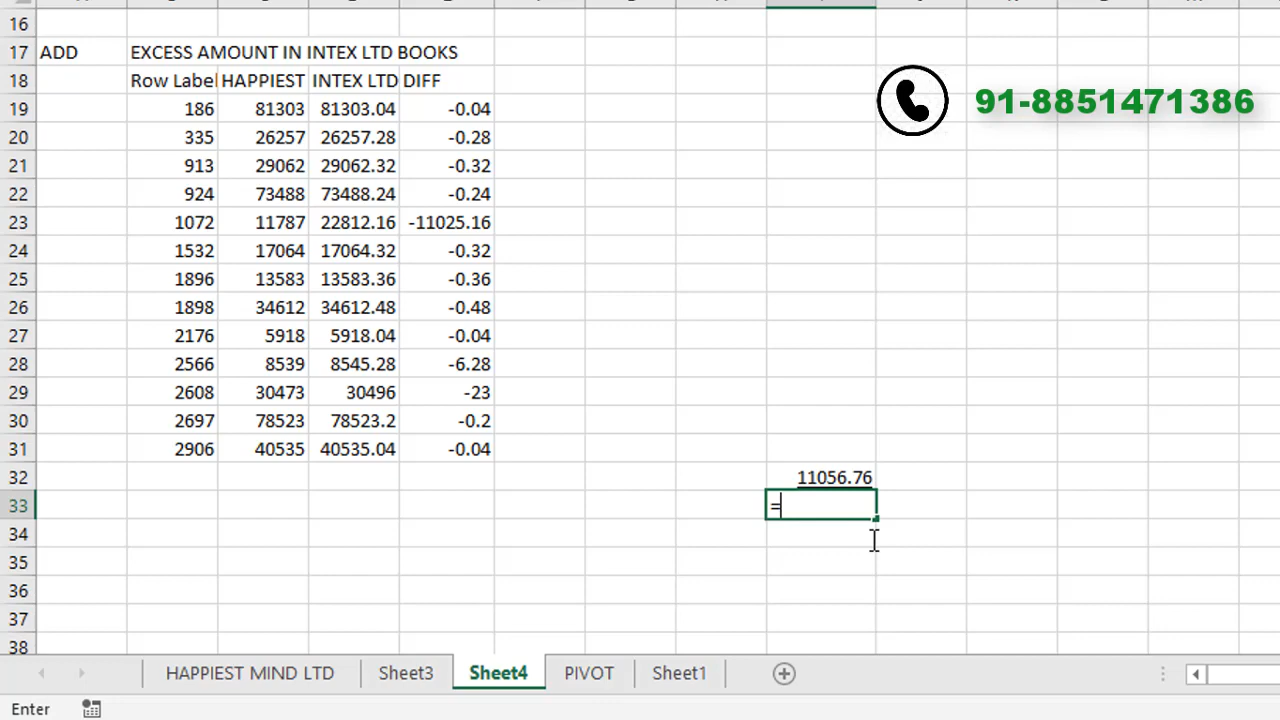 16
17 ADD EXCESS AMOUNT IN INTEX LTD BOOKS
18 Row Label HAPPIEST INTEX LTD DIFF
91-8851471386
19 186 81303 81303.04 -0.04
20 335 26257 26257.28 -0.28
21 913 29062 29062.32 -0.32
22 924 73488 73488.24 -0.24
23 1072 11787 22812.16 -11025.16
24 1532 17064 17064.32 -0.32
25 1896 13583 13583.36 -0.36
26 1898 34612 34612.48 -0.48
27 2176 5918 5918.04 -0.04
28 2566 8539 8545.28 -6.28
29 2608 30473 30496 -23
30 2697 78523 78523.2 -0.2
31 2906 40535 40535.04 -0.04
32 11056.76
33 =
34
35
36
37
38
HAPPIEST MIND LTD Sheet3 Sheet4 PIVOT Sheet1
Enter